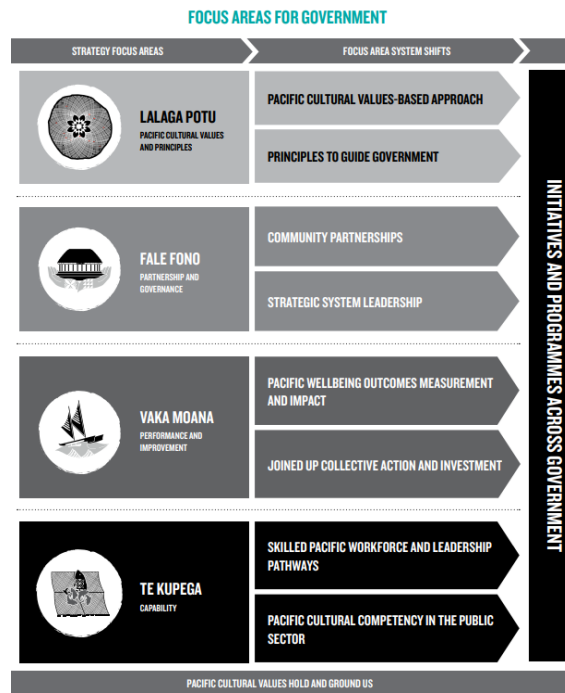 FOCUS AREAS FOR GOVERNMENT
STRATEGY FOCUS AREAS
FOCUS AREA SYSTEM SHIFTS
LALAGA POTU
PACIFIC CULTURAL VALUES
AND PRINCIPLES
PACIFIC CULTURAL VALUES-BASED APPROACH
PRINCIPLES TO GUIDE GOVERNMENT
FALE FONO
PARTNERSHIP AND
GOVERNANCE
COMMUNITY PARTNERSHIPS
STRATEGIC SYSTEM LEADERSHIP
VAKA MOANA
PERFORMANCE AND
IMPROVEMENT
PACIFIC WELLBEING OUTCOMES MEASUREMENT
AND IMPACT
JOINED UP COLLECTIVE ACTION AND INVESTMENT
TE KUPEGA
CAPABILITY
SKILLED PACIFIC WORKFORCE AND LEADERSHIP
PATHWAYS
PACIFIC CULTURAL COMPETENCY IN THE PUBLIC
SECTOR
INITIATIVES AND PROGRAMMES ACROSS GOVERNMENT
PACIFIC CULTURAL VALUES HOLD AND GROUND US